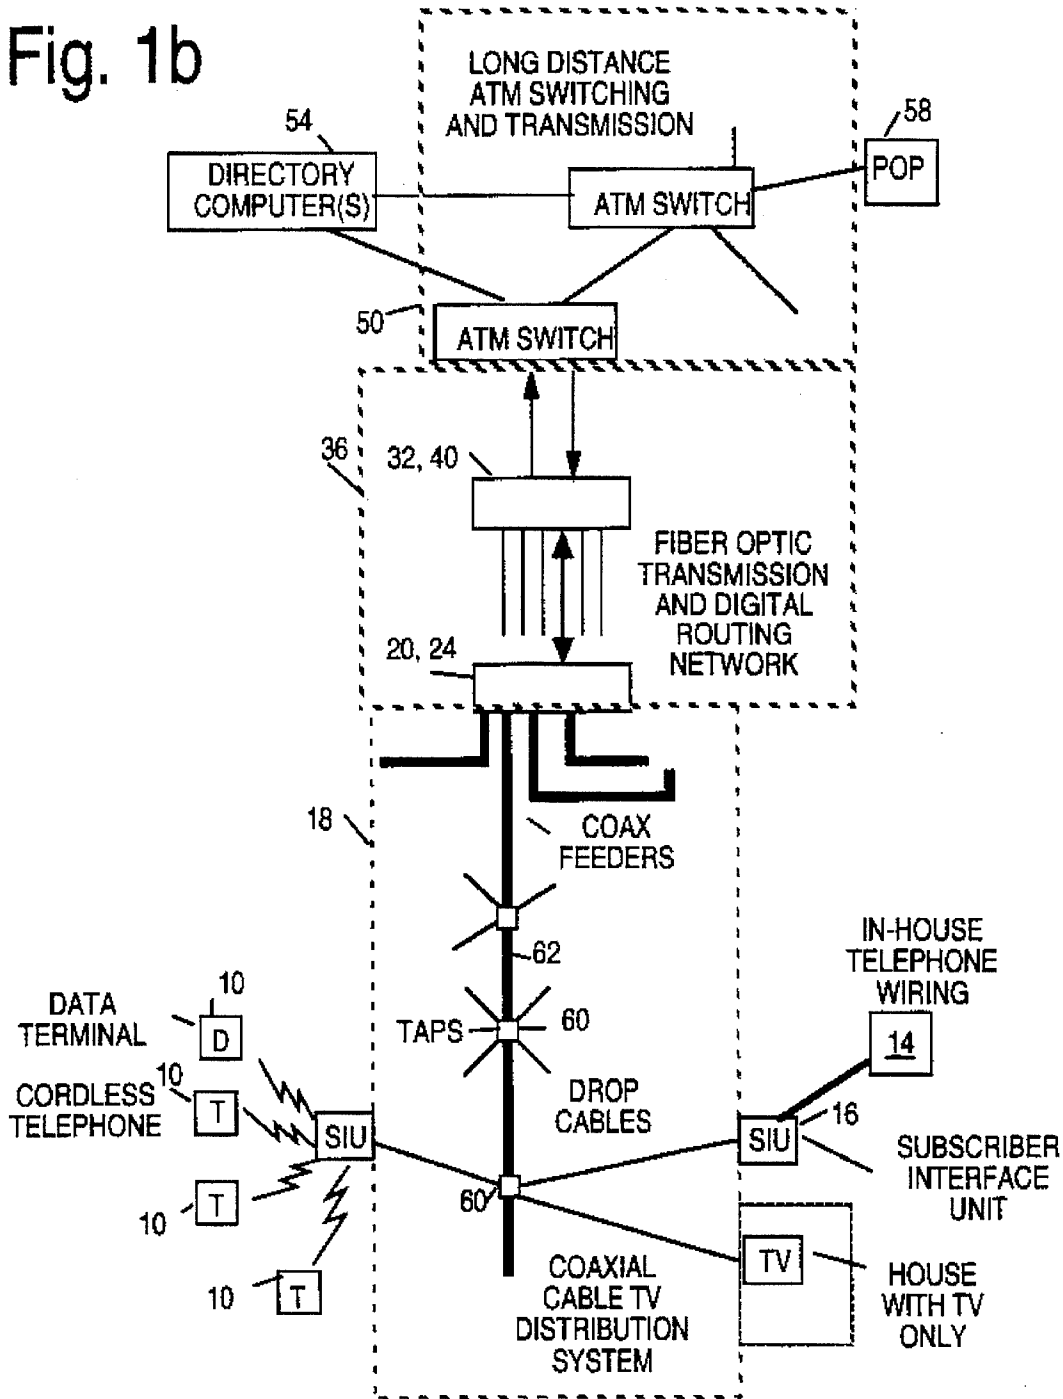 Fig. 1b
LONG DISTANCE
ATM SWITCHING
AND TRANSMISSION
54
58
DIRECTORY
COMPUTER(S)
ATM SWITCH
POP
50
ATM SWITCH
36
32, 40
FIBER OPTIC
TRANSMISSION
AND DIGITAL
ROUTING
NETWORK
20, 24
18
COAX
FEEDERS
62
IN-HOUSE
TELEPHONE
WIRING
14
DATA
TERMINAL
10
D
TAPS
60
CORDLESS
TELEPHONE
10
T
SIU
DROP
CABLES
SIU
16
SUBSCRIBER
INTERFACE
UNIT
10
T
60
10
T
TV
HOUSE
WITH TV
ONLY
COAXIAL
CABLE TV
DISTRIBUTION
SYSTEM